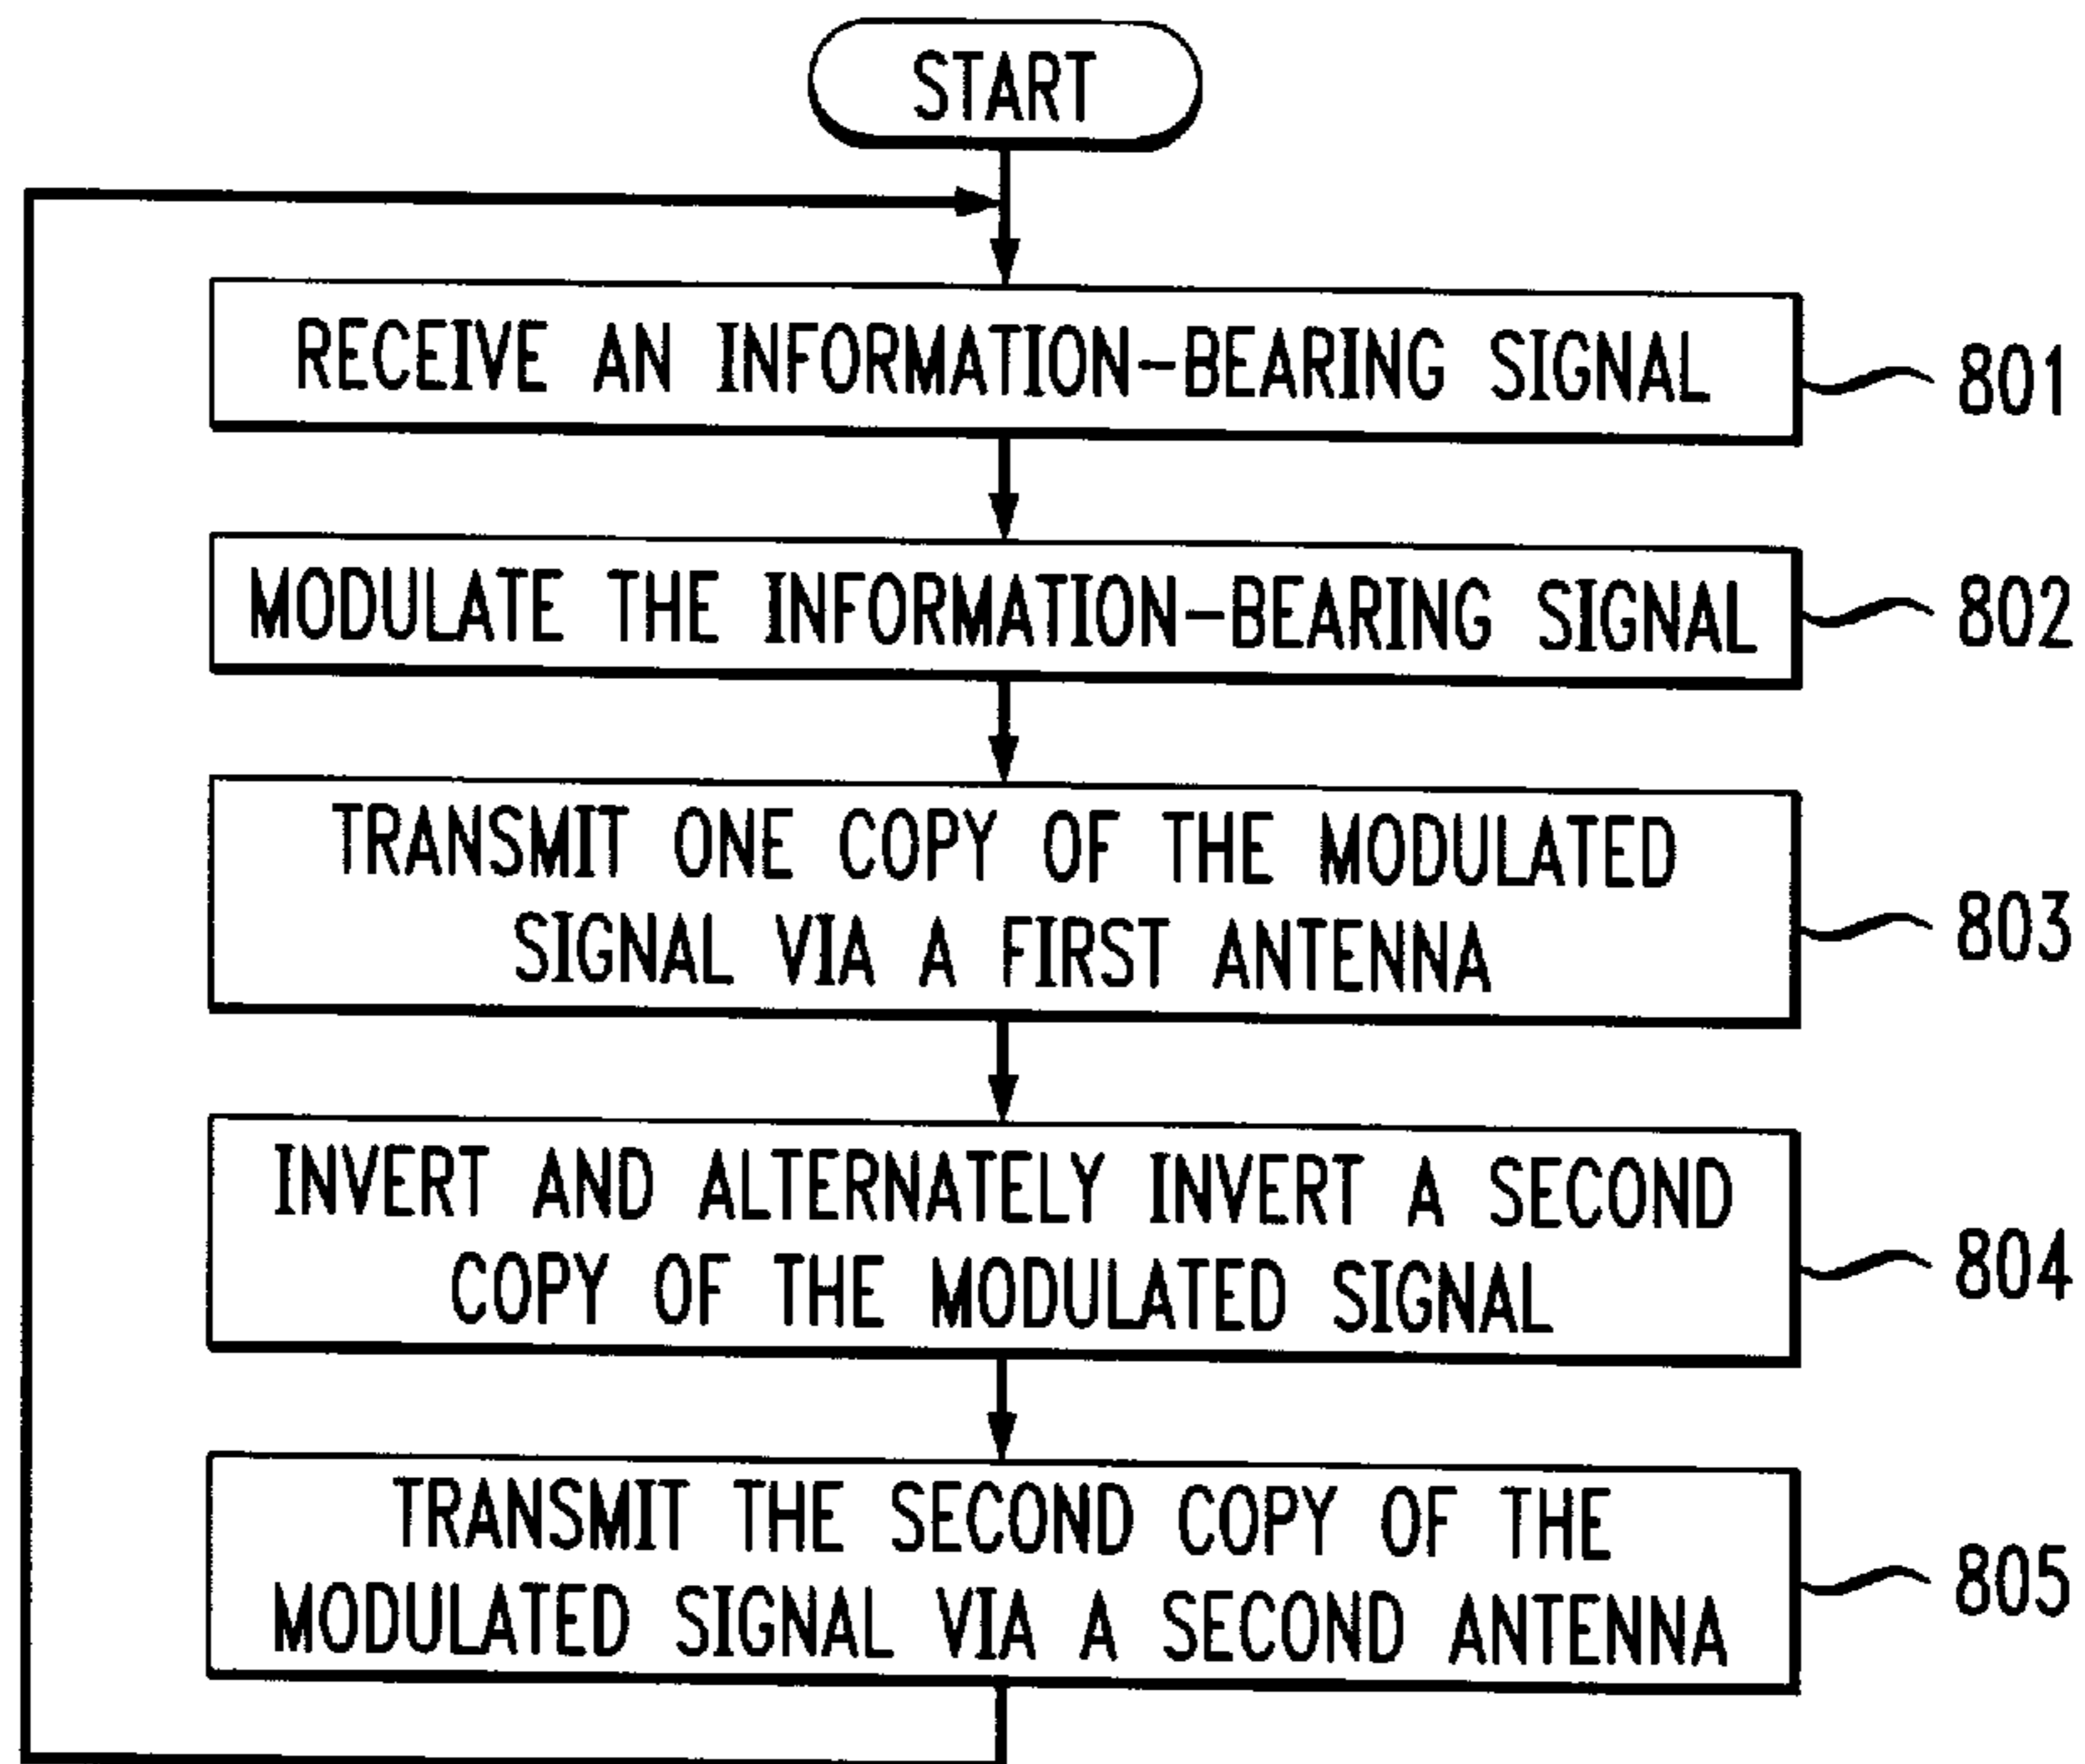 START
RECEIVE AN INFORMATION-BEARING SIGNAL
801
MODULATE THE INFORMATION-BEARING SIGNAL
802
TRANSMIT ONE COPY OF THE MODULATED
SIGNAL VIA A FIRST ANTENNA
803
INVERT AND ALTERNATELY INVERT A SECOND
COPY OF THE MODULATED SIGNAL
804
TRANSMIT THE SECOND COPY OF THE
MODULATED SIGNAL VIA A SECOND ANTENNA
805